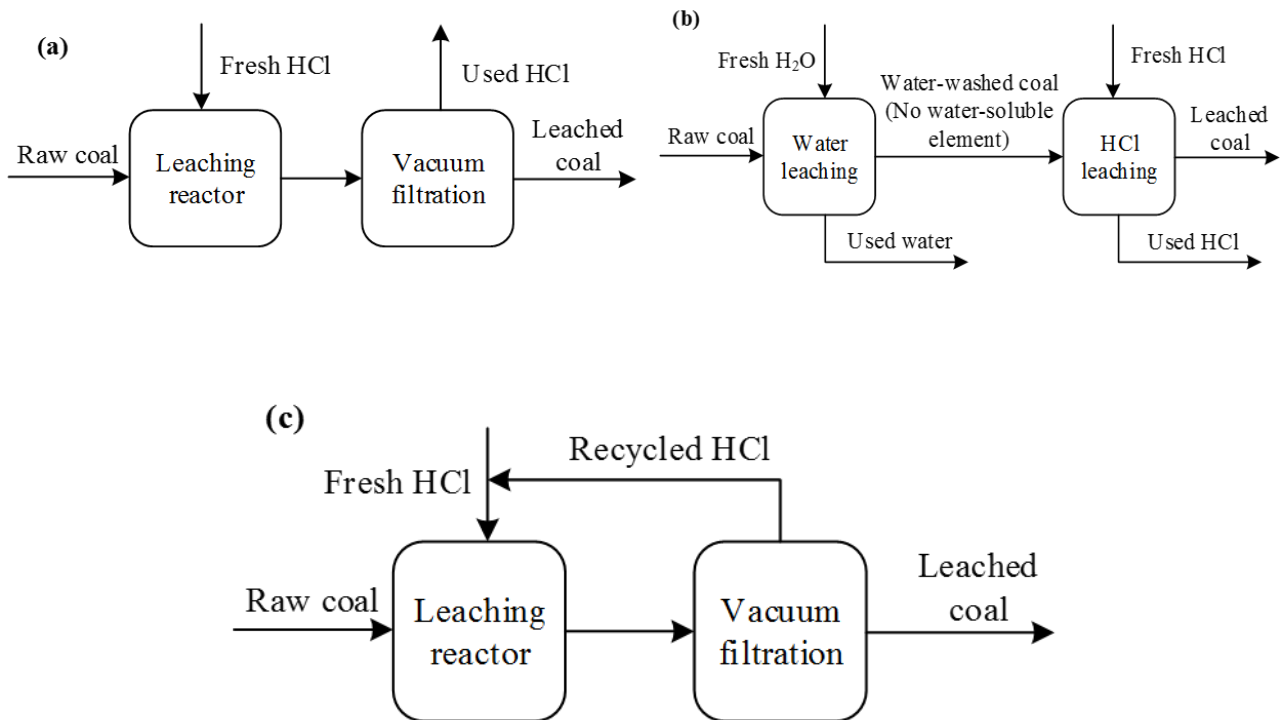 (a)
Fresh HCl
Used HCl
Raw coal
Leaching
reactor
Vacuum
filtration
Leached
coal
(b)
Fresh H₂O
Fresh HCl
Water-washed coal
(No water-soluble
element)
Raw coal
Water
leaching
HCl
leaching
Leached
coal
Used water
Used HCl
(c)
Recycled HCl
Fresh HCl
Raw coal
Leaching
reactor
Vacuum
filtration
Leached
coal